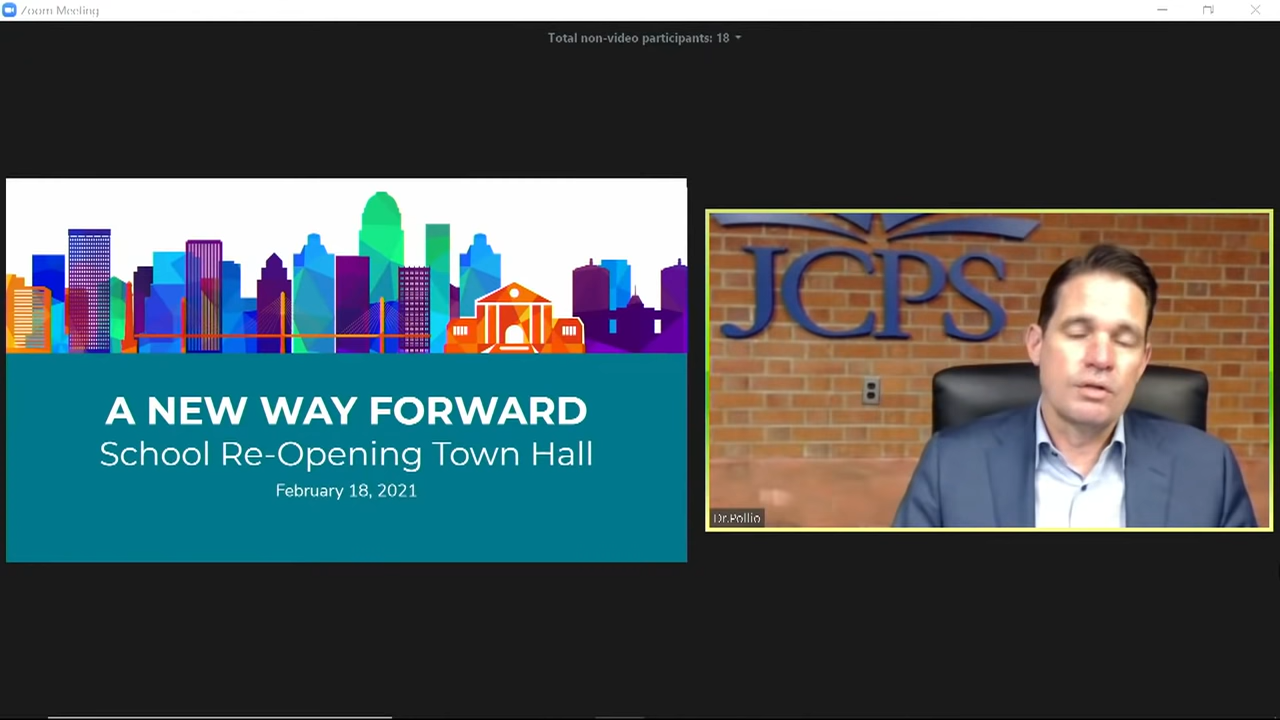 Zoom Meeting
Total non-video participants: 18
A NEW WAY FORWARD
School Re-Opening Town Hall
February 18, 2021
JCPS
Dr.Pollio